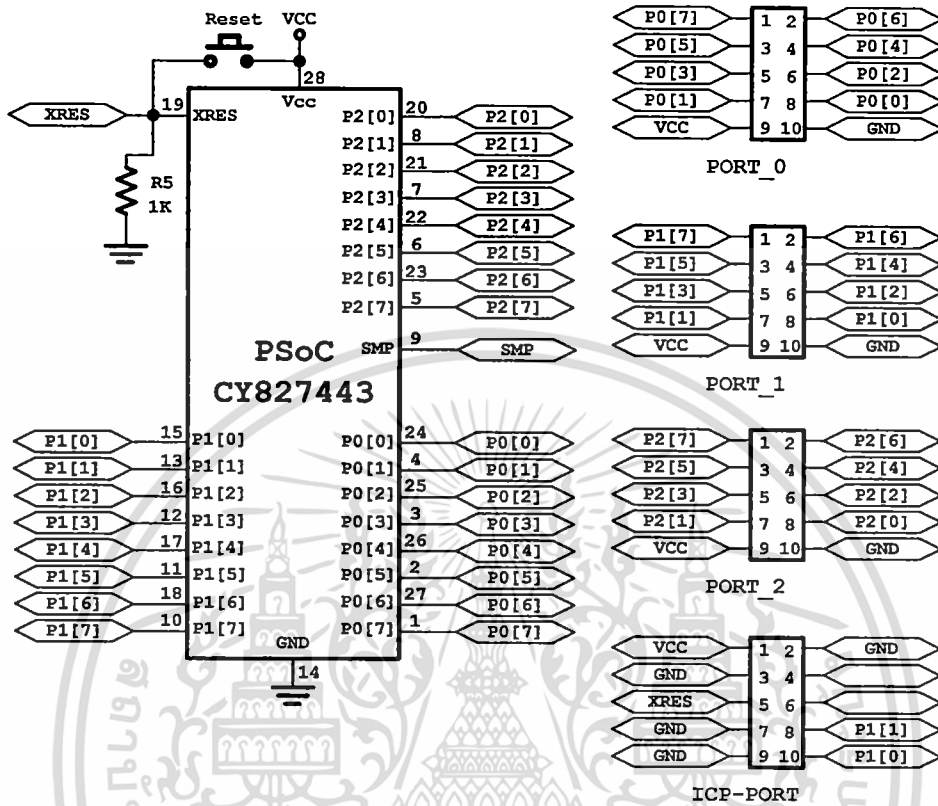 Reset VCC
28
Vcc
XRES 19 XRES
R5
1K
P2[0] 20 P2[0]
P2[1] 8 P2[1]
P2[2] 21 P2[2]
P2[3] 7 P2[3]
P2[4] 22 P2[4]
P2[5] 6 P2[5]
P2[6] 23 P2[6]
P2[7] 5 P2[7]
SMP 9 SMP
PSoC
CY827443
P1[0] 15 P1[0]
P1[1] 13 P1[1]
P1[2] 16 P1[2]
P1[3] 12 P1[3]
P1[4] 17 P1[4]
P1[5] 11 P1[5]
P1[6] 18 P1[6]
P1[7] 10 P1[7]
P0[0] 24 P0[0]
P0[1] 4 P0[1]
P0[2] 25 P0[2]
P0[3] 3 P0[3]
P0[4] 26 P0[4]
P0[5] 2 P0[5]
P0[6] 27 P0[6]
P0[7] 1 P0[7]
GND
14
P0[7] 1 2 P0[6]
P0[5] 3 4 P0[4]
P0[3] 5 6 P0[2]
P0[1] 7 8 P0[0]
VCC 9 10 GND
PORT_0
P1[7] 1 2 P1[6]
P1[5] 3 4 P1[4]
P1[3] 5 6 P1[2]
P1[1] 7 8 P1[0]
VCC 9 10 GND
PORT_1
P2[7] 1 2 P2[6]
P2[5] 3 4 P2[4]
P2[3] 5 6 P2[2]
P2[1] 7 8 P2[0]
VCC 9 10 GND
PORT_2
VCC 1 2 GND
GND 3 4
XRES 5 6
GND 7 8 P1[1]
GND 9 10 P1[0]
ICP-PORT